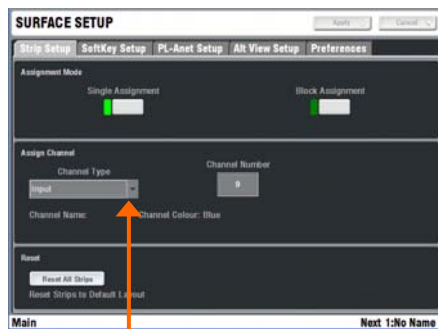 SURFACE SETUP
Apply Cancel
Strip Setup SoftKey Setup PL-Anet Setup Alt View Setup Preferences
Assignment Mode
Single Assignment Block Assignment
Assign Channel
Channel Type Channel Number
Input 9
Channel Name: Channel Colour: Blue
Reset
Reset All Strips
Reset Strips to Default Layout
Main Next 1:No Name